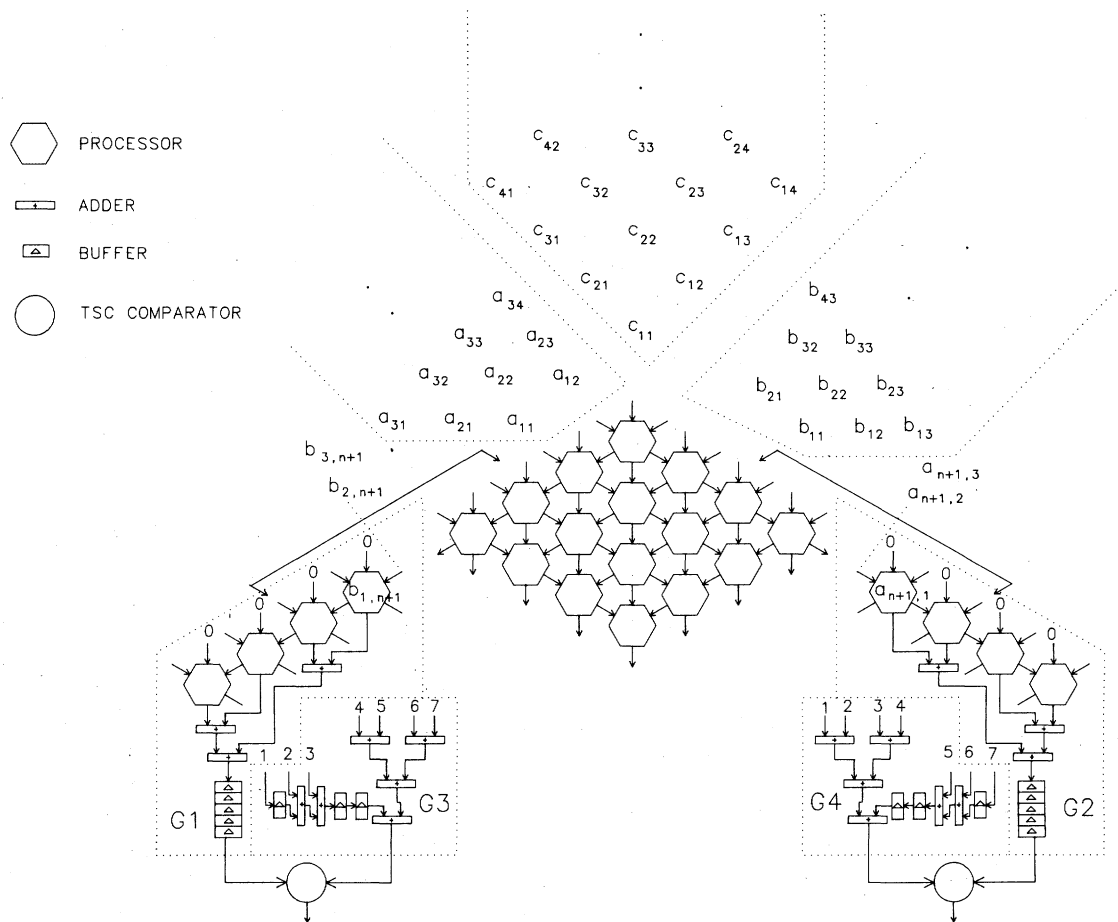 PROCESSOR
ADDER
BUFFER
TSC COMPARATOR
c42 c33 c24
c41 c32 c23 c14
c31 c22 c13
c21 c12
c11
a34
a33 a23
a32 a22 a12
a31 a21 a11
b43
b32 b33
b21 b22 b23
b11 b12 b13
b3,n+1
b2,n+1
b1,n+1
an+1,3
an+1,2
an+1,1
0 0 0 0
0 0 0 0
4 5 6 7
1 2 3
G1 G3
1 2 3 4
5 6 7
G4 G2